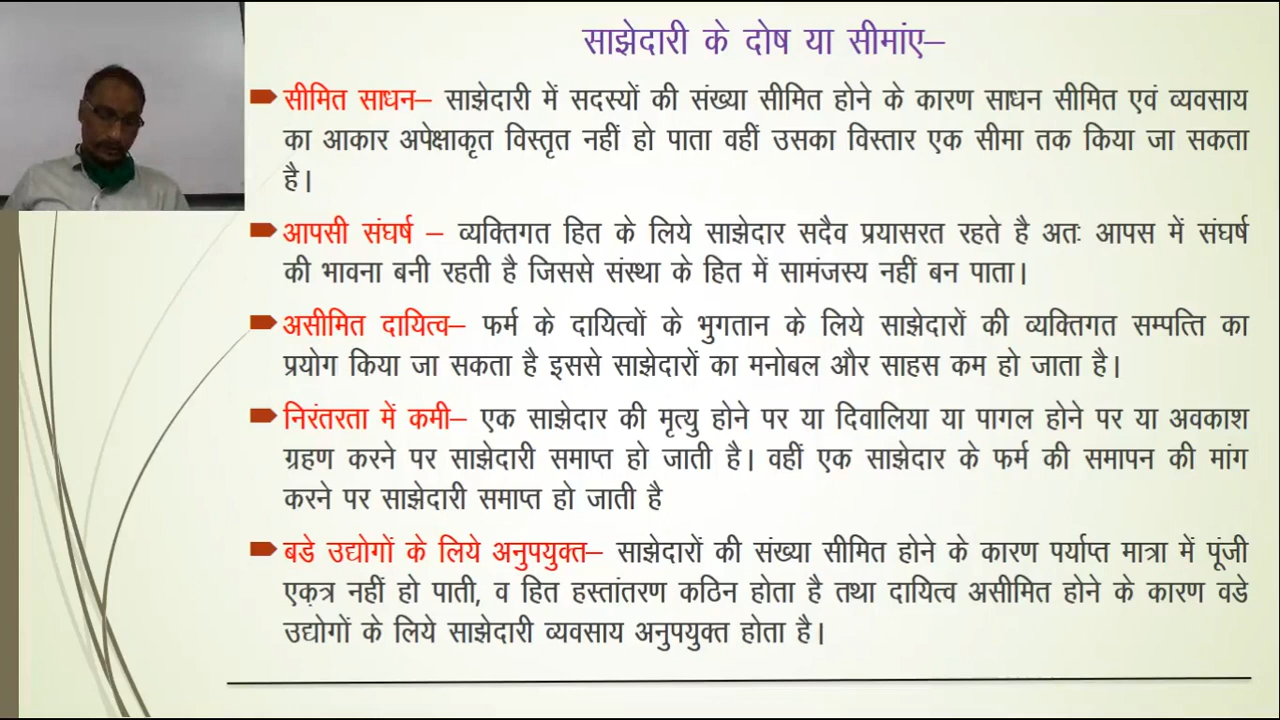 साझेदारी के दोष या सीमांए–
सीमित साधन– साझेदारी में सदस्यों की संख्या सीमित होने के कारण साधन सीमित एवं व्यवसाय
का आकार अपेक्षाकृत विस्तृत नहीं हो पाता वहीं उसका विस्तार एक सीमा तक किया जा सकता
है।
आपसी संघर्ष – व्यक्तिगत हित के लिये साझेदार सदैव प्रयासरत रहते है अतः आपस में संघर्ष
की भावना बनी रहती है जिससे संस्था के हित में सामंजस्य नहीं बन पाता।
असीमित दायित्व– फर्म के दायित्वों के भुगतान के लिये साझेदारों की व्यक्तिगत सम्पत्ति का
प्रयोग किया जा सकता है इससे साझेदारों का मनोबल और साहस कम हो जाता है।
निरंतरता में कमी– एक साझेदार की मृत्यु होने पर या दिवालिया या पागल होने पर या अवकाश
ग्रहण करने पर साझेदारी समाप्त हो जाती है। वहीं एक साझेदार के फर्म की समापन की मांग
करने पर साझेदारी समाप्त हो जाती है
बडे उद्योगों के लिये अनुपयुक्त– साझेदारों की संख्या सीमित होने के कारण पर्याप्त मात्रा में पूंजी
एकत्र नहीं हो पाती, व हित हस्तांतरण कठिन होता है तथा दायित्व असीमित होने के कारण वडे
उद्योगों के लिये साझेदारी व्यवसाय अनुपयुक्त होता है।